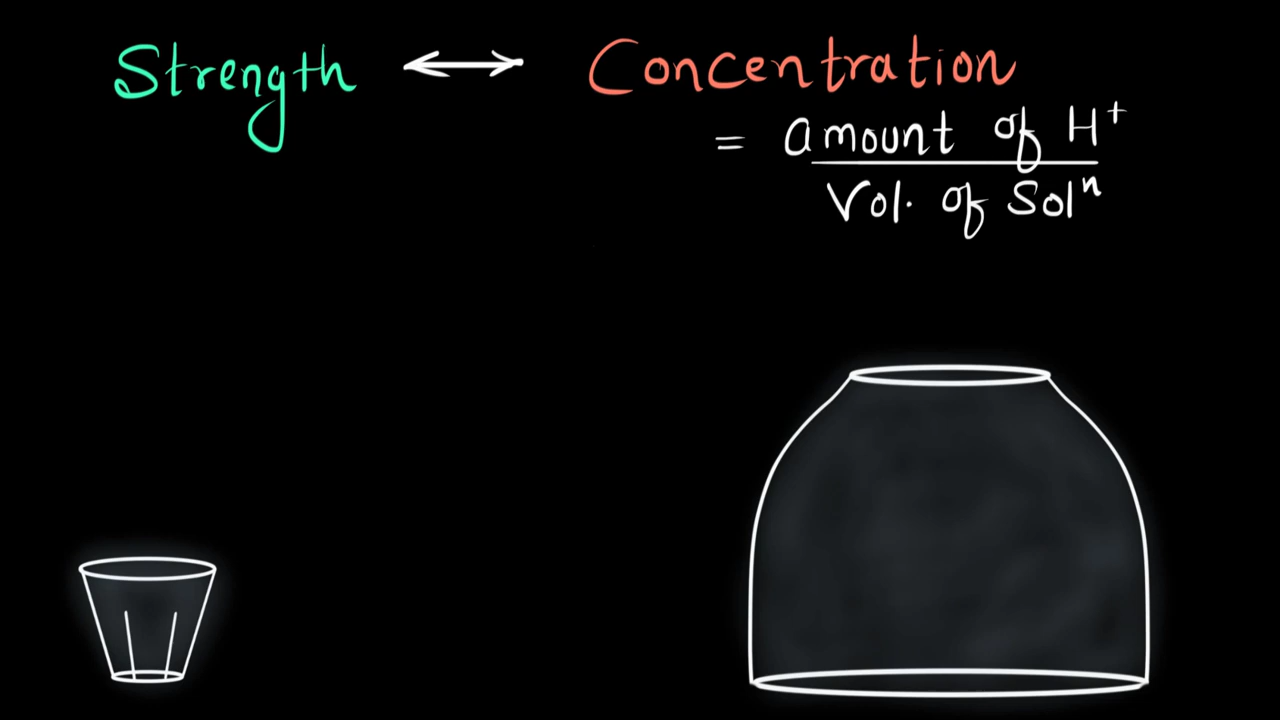 Strength ↔ Concentration
= amount of H⁺
Vol. of Solⁿ